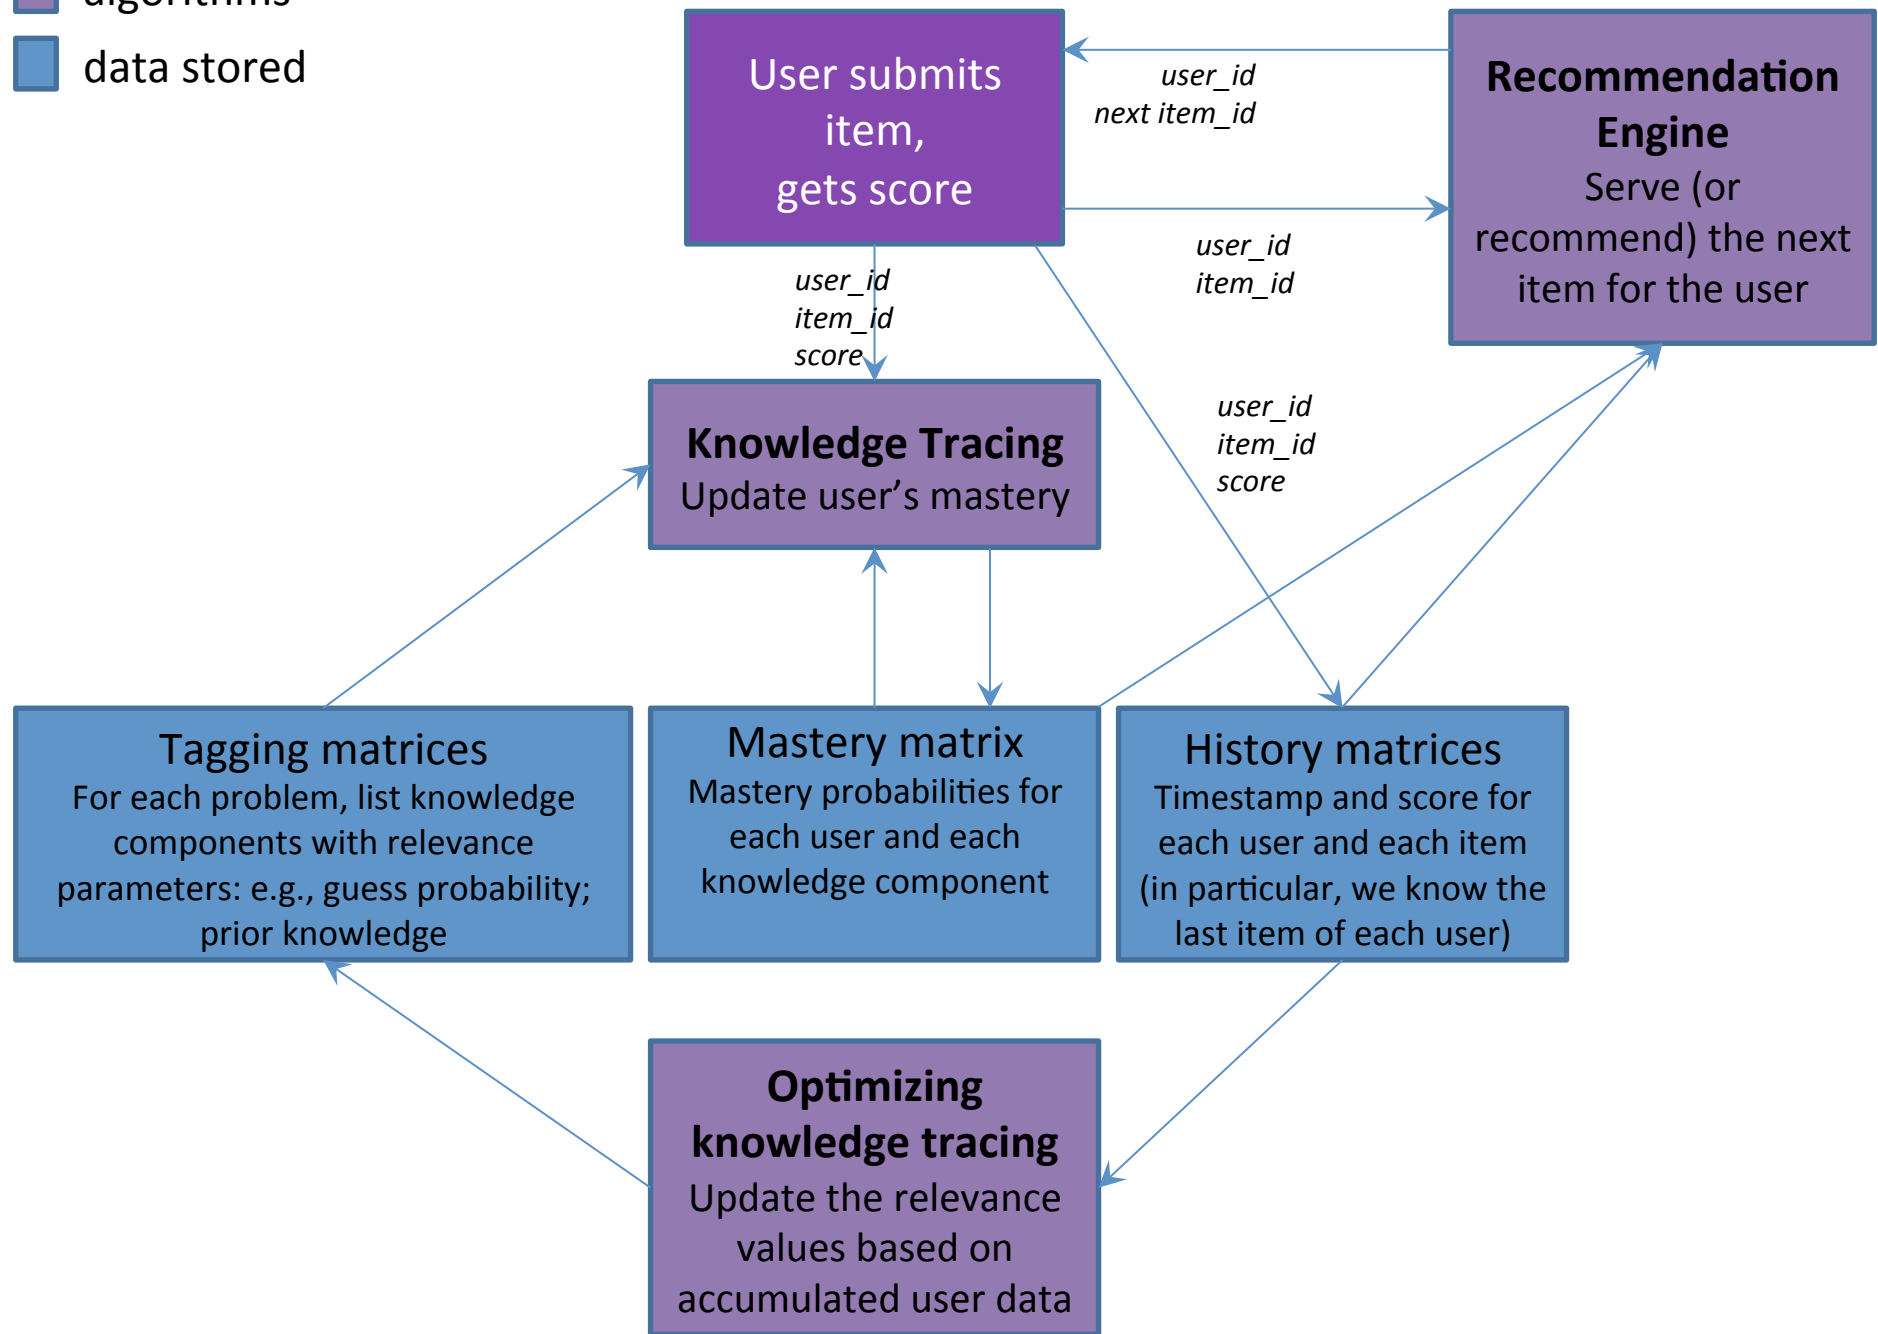 algorithms
data stored
User submits
item,
gets score
user_id
next item_id
Recommendation
Engine
Serve (or
recommend) the next
item for the user
user_id
item_id
user_id
item_id
score
user_id
item_id
score
Knowledge Tracing
Update user’s mastery
Tagging matrices
For each problem, list knowledge
components with relevance
parameters: e.g., guess probability;
prior knowledge
Mastery matrix
Mastery probabilities for
each user and each
knowledge component
History matrices
Timestamp and score for
each user and each item
(in particular, we know the
last item of each user)
Optimizing
knowledge tracing
Update the relevance
values based on
accumulated user data